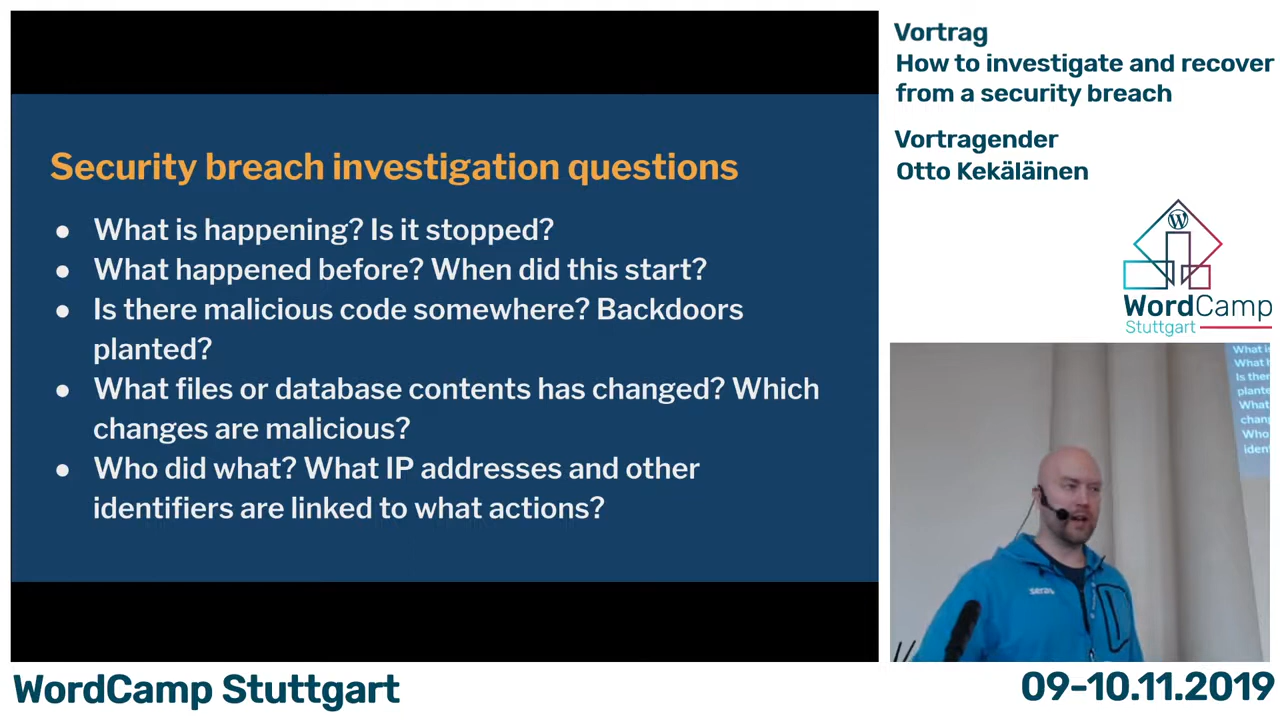 Vortrag
How to investigate and recover
from a security breach
Vortragender
Otto Kekäläinen
WordCamp
Stuttgart
Security breach investigation questions
● What is happening? Is it stopped?
● What happened before? When did this start?
● Is there malicious code somewhere? Backdoors
planted?
● What files or database contents has changed? Which
changes are malicious?
● Who did what? What IP addresses and other
identifiers are linked to what actions?
seravo
WordCamp Stuttgart
09-10.11.2019